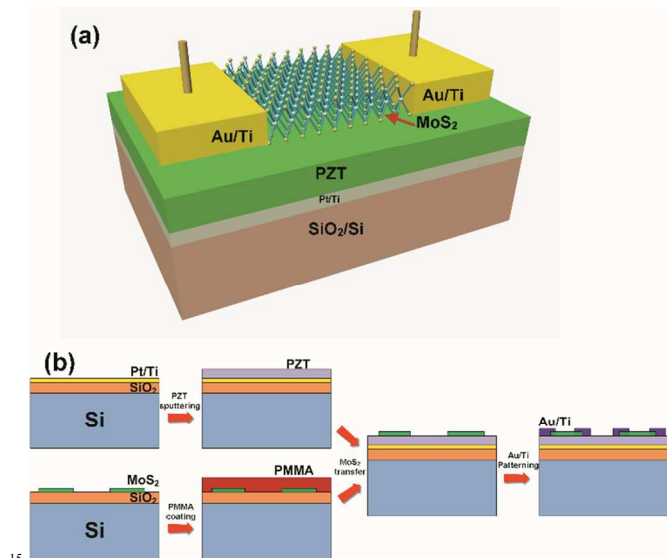 (a)
Au/Ti
Au/Ti
MoS₂
PZT
Pt/Ti
SiO₂/Si
(b)
Pt/Ti
SiO₂
Si
PZT
sputtering
PZT
MoS₂
SiO₂
Si
PMMA
coating
PMMA
MoS₂
transfer
Au/Ti
Patterning
Au/Ti
15